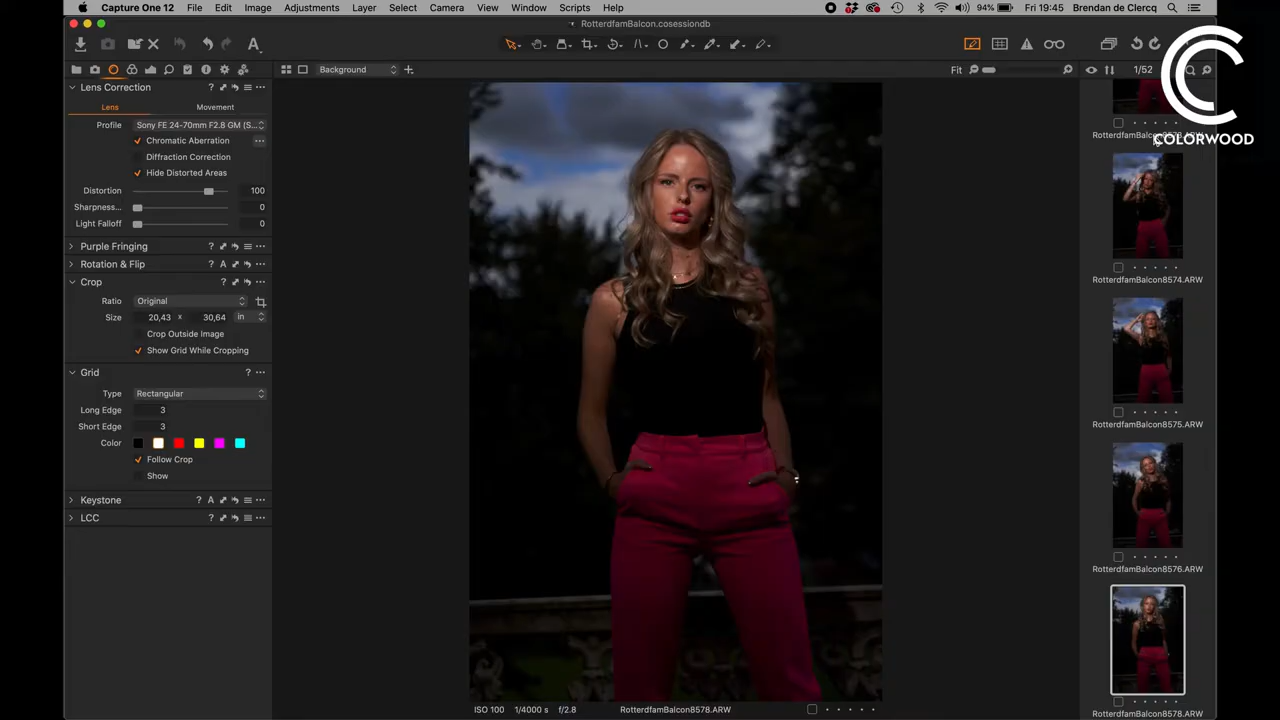 Capture One 12 File Edit Image Adjustments Layer Select Camera View Window Scripts Help 94% Fri 19:45 Brendan de Clercq
RotterdfamBalcon.cosessiondb
Background
Fit
1/52
COLORWOOD
Lens Correction
Lens Movement
Profile Sony FE 24-70mm F2.8 GM (S...
Chromatic Aberration
Diffraction Correction
Hide Distorted Areas
Distortion 100
Sharpness... 0
Light Falloff 0
Purple Fringing
Rotation & Flip
Crop
Ratio Original
Size 20,43 x 30,64 in
Crop Outside Image
Show Grid While Cropping
Grid
Type Rectangular
Long Edge 3
Short Edge 3
Color
Follow Crop
Show
Keystone
LCC
ISO 100 1/4000 s f/2.8 RotterdfamBalcon8578.ARW
RotterdfamBalcon8574.ARW
RotterdfamBalcon8575.ARW
RotterdfamBalcon8576.ARW
RotterdfamBalcon8578.ARW